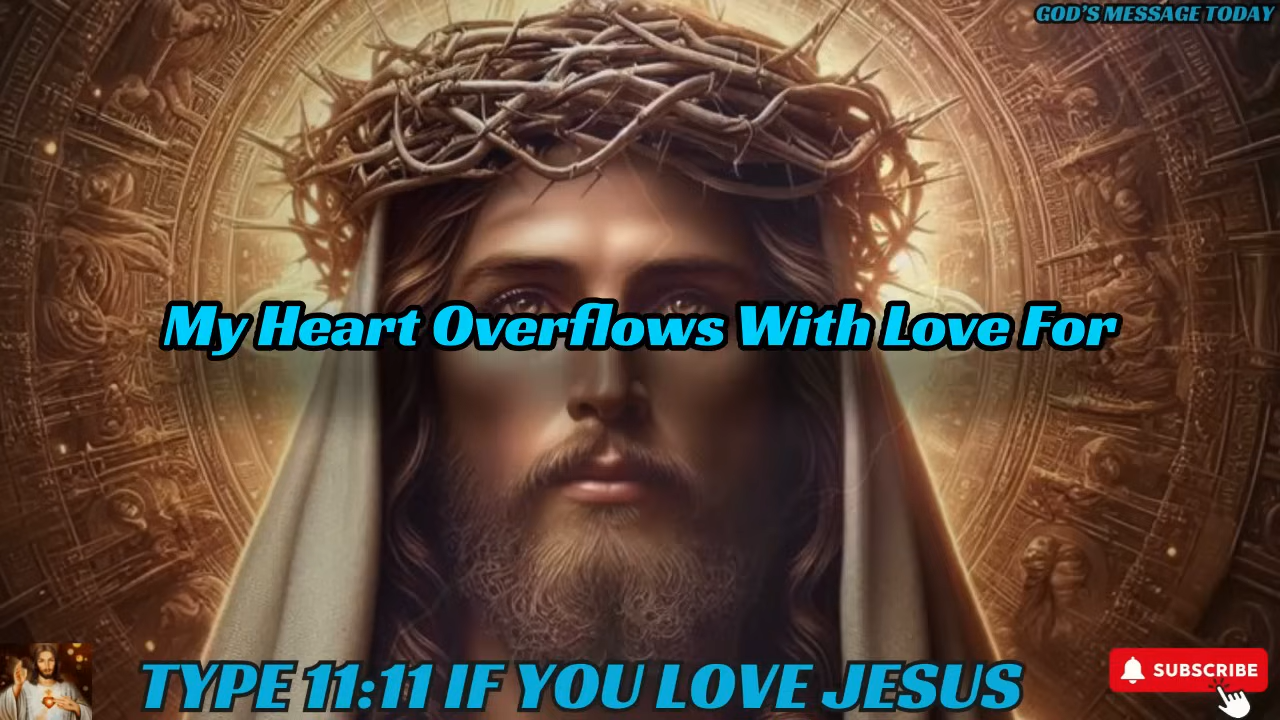 GOD'S MESSAGE TODAY
My Heart Overflows With Love For
TYPE 11:11 IF YOU LOVE JESUS
SUBSCRIBE